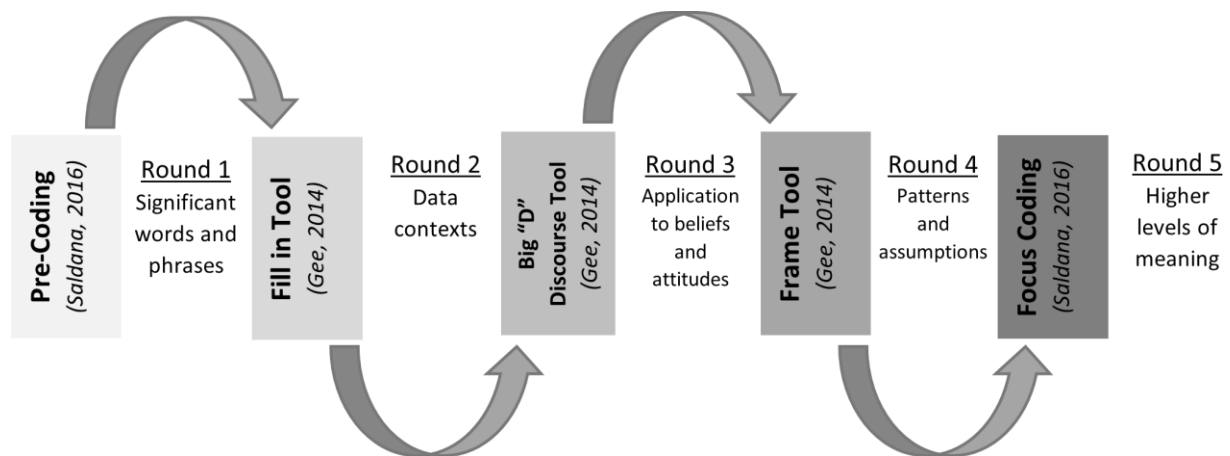 Pre-Coding
(Saldana, 2016)
Round 1
Significant
words and
phrases
Fill in Tool
(Gee, 2014)
Round 2
Data
contexts
Big “D”
Discourse Tool
(Gee, 2014)
Round 3
Application
to beliefs
and
attitudes
Frame Tool
(Gee, 2014)
Round 4
Patterns
and
assumptions
Focus Coding
(Saldana, 2016)
Round 5
Higher
levels of
meaning